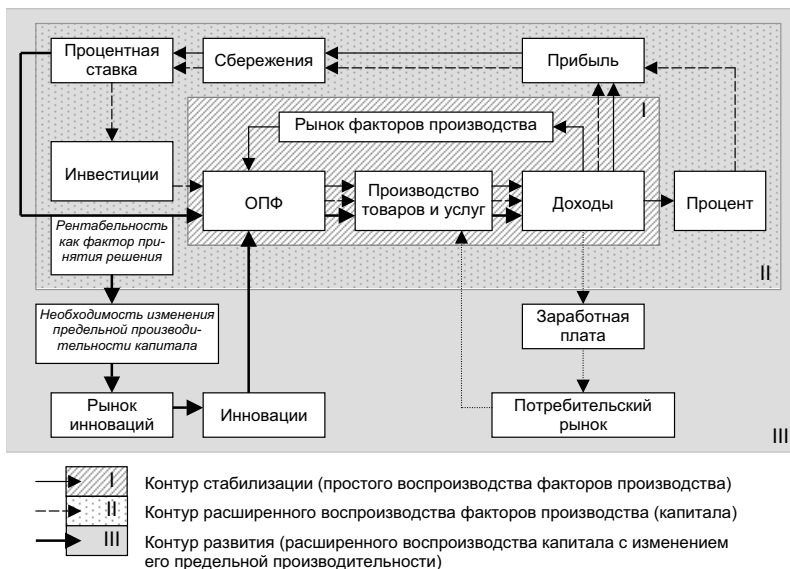 Процентная
ставка
Сбережения
Прибыль
I
Рынок факторов производства
Инвестиции
ОПФ
Производство
товаров и услуг
Доходы
Процент
Рентабельность
как фактор при-
нятия решения
II
Необходимость изменения
предельной производи-
тельности капитала
Заработная
плата
Рынок
инноваций
Инновации
Потребительский
рынок
III
I
Контур стабилизации (простого воспроизводства факторов производства)
II
Контур расширенного воспроизводства факторов производства (капитала)
III
Контур развития (расширенного воспроизводства капитала с изменением
его предельной производительности)